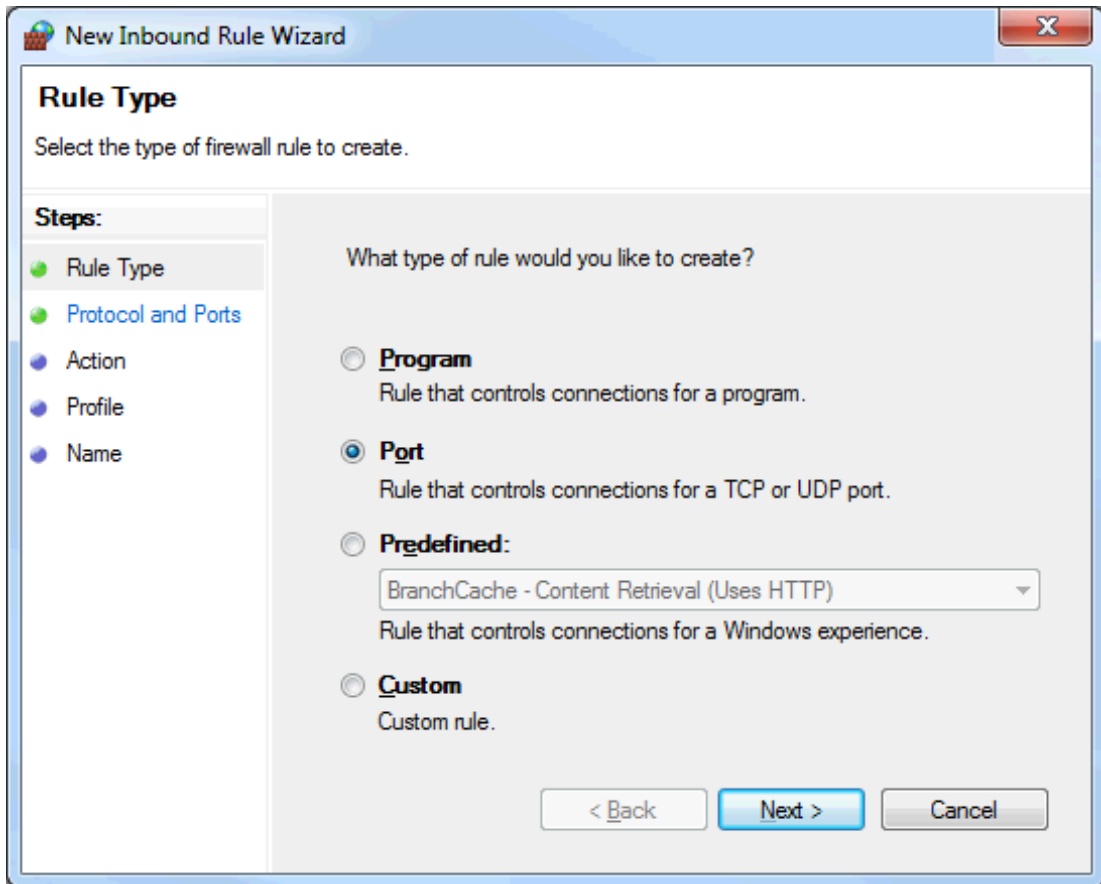 New Inbound Rule Wizard
Rule Type
Select the type of firewall rule to create.
Steps:
Rule Type
Protocol and Ports
Action
Profile
Name
What type of rule would you like to create?
Program
Rule that controls connections for a program.
Port
Rule that controls connections for a TCP or UDP port.
Predefined:
BranchCache - Content Retrieval (Uses HTTP)
Rule that controls connections for a Windows experience.
Custom
Custom rule.
< Back Next > Cancel